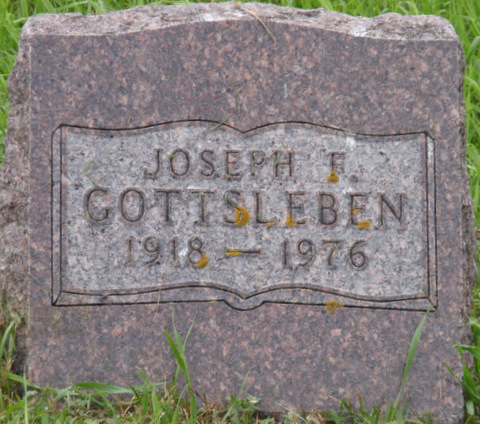 JOSEPH F.
GOTTSLEBEN
1918 - 1976